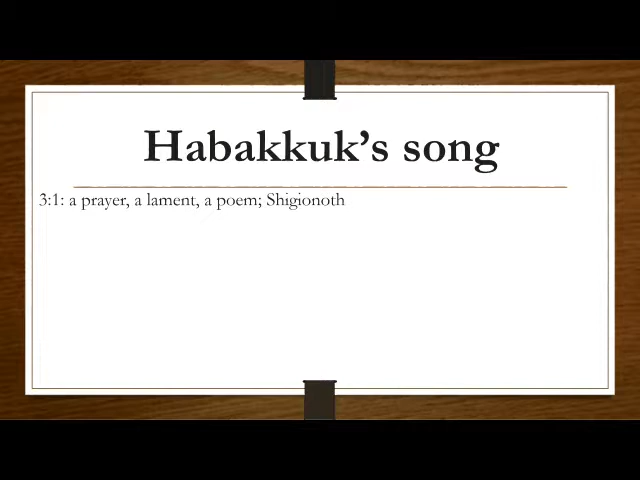 Habakkuk’s song
3:1: a prayer, a lament, a poem; Shigionoth